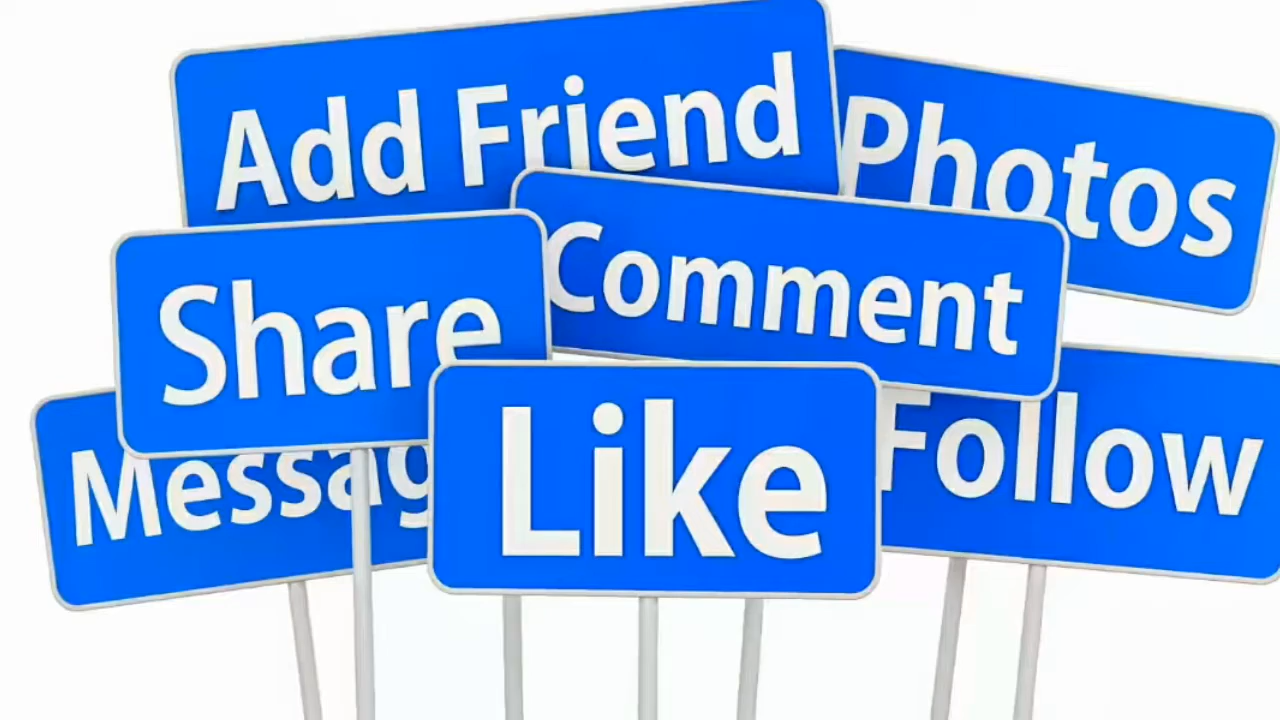 Add Friend
Photos
Comment
Share
Messag
Like
Follow